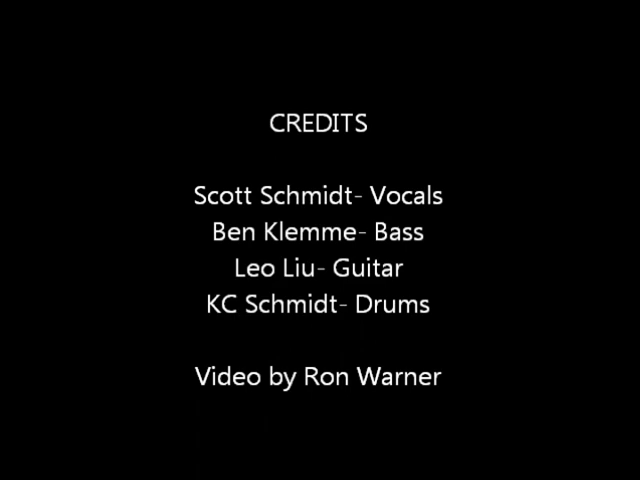 CREDITS
Scott Schmidt- Vocals
Ben Klemme- Bass
Leo Liu- Guitar
KC Schmidt- Drums
Video by Ron Warner